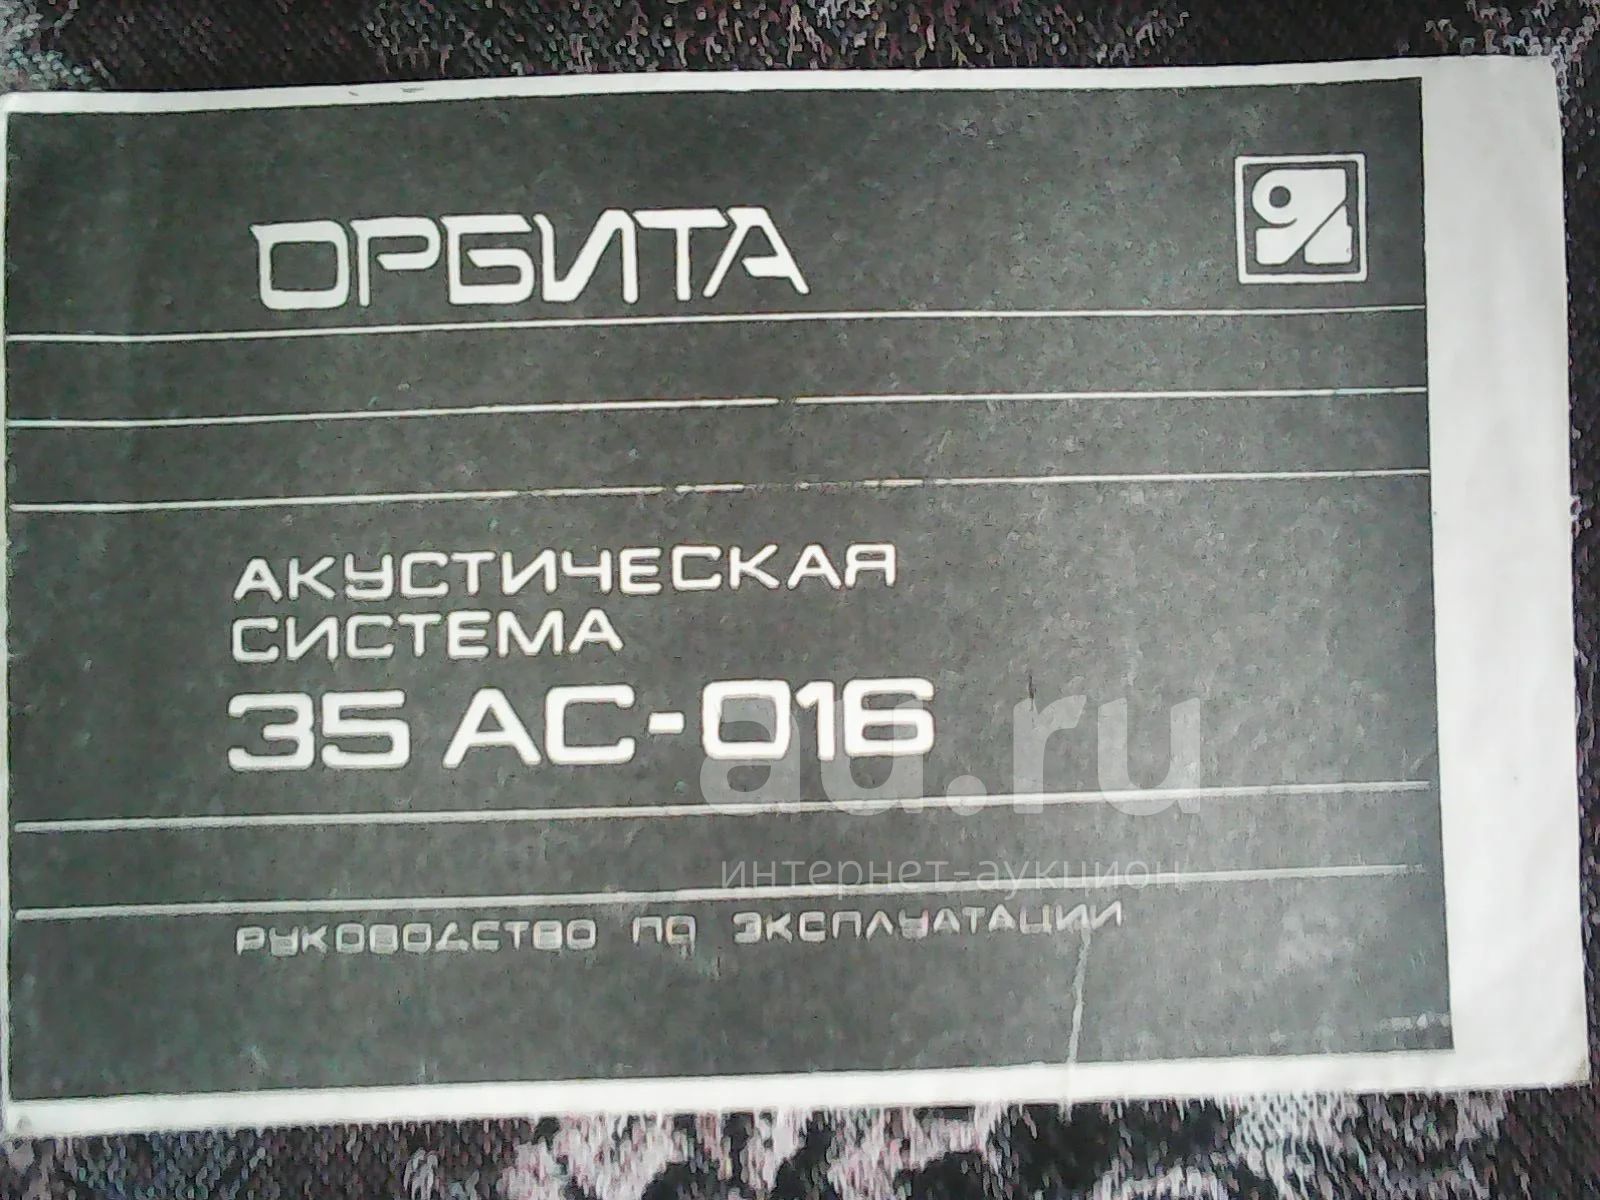 ОРБИТА
АКУСТИЧЕСКАЯ
СИСТЕМА
35 АС-016
au.ru
интернет-аукцион
РУКОВОДСТВО ПО ЭКСПЛУАТАЦИИ